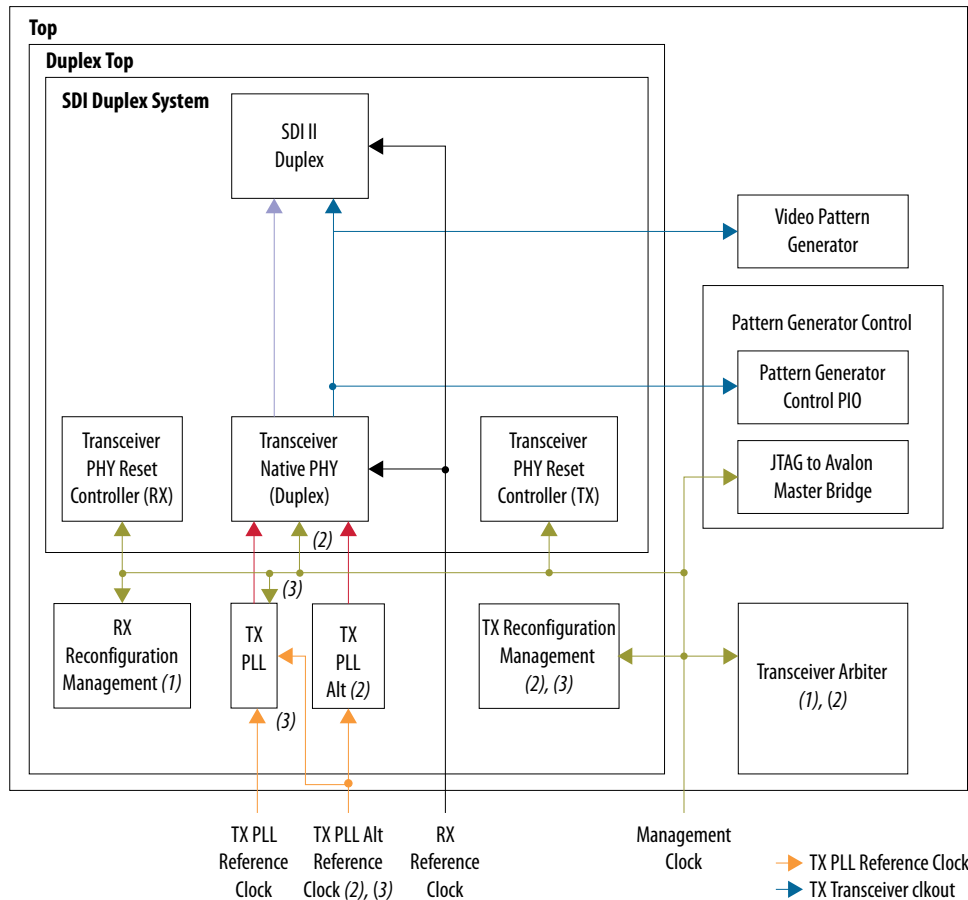 Top
Duplex Top
SDI Duplex System
SDI II
Duplex
Video Pattern
Generator
Pattern Generator Control
Pattern Generator
Control PIO
JTAG to Avalon
Master Bridge
Transceiver
PHY Reset
Controller (RX)
Transceiver
Native PHY
(Duplex)
Transceiver
PHY Reset
Controller (TX)
(2)
(3)
RX
Reconfiguration
Management (1)
TX
PLL
TX
PLL
Alt (2)
TX Reconfiguration
Management
(2), (3)
Transceiver Arbiter
(1), (2)
(3)
TX PLL
Reference
Clock
TX PLL Alt
Reference
Clock (2), (3)
RX
Reference
Clock
Management
Clock
TX PLL Reference Clock
TX Transceiver clkout